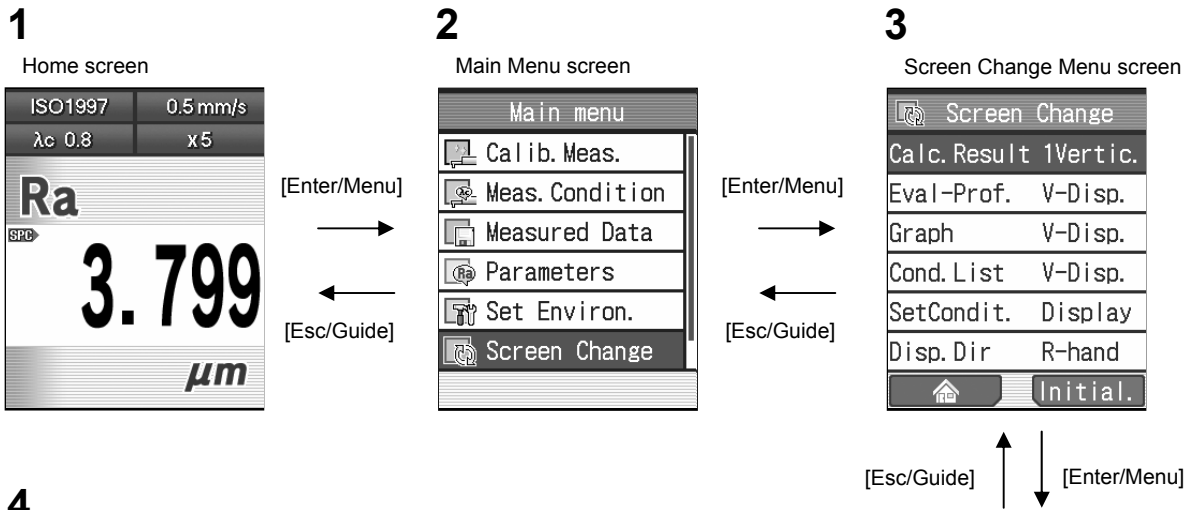 1
Home screen
ISO1997 0.5 mm/s
λc 0.8 x 5
Ra
SPC
3.799
µm
[Enter/Menu]
[Esc/Guide]
2
Main Menu screen
Main menu
Calib.Meas.
λc Meas.Condition
Measured Data
Ra Parameters
Set Environ.
Screen Change
[Enter/Menu]
[Esc/Guide]
3
Screen Change Menu screen
Screen Change
Calc.Result 1Vertic.
Eval-Prof. V-Disp.
Graph V-Disp.
Cond.List V-Disp.
SetCondit. Display
Disp.Dir R-hand
Initial.
[Esc/Guide] [Enter/Menu]
4